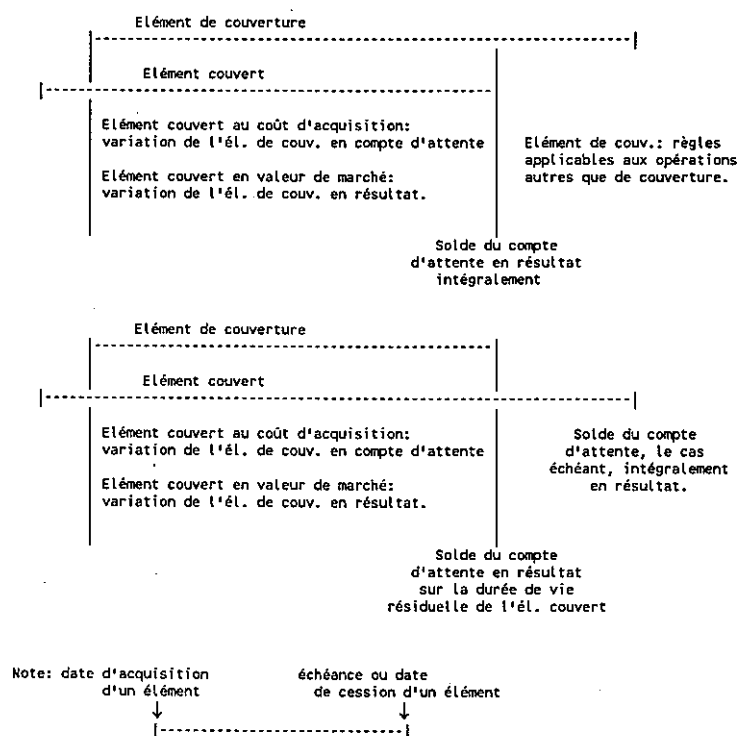 Elément de couverture
Elément couvert
Elément couvert au coût d'acquisition:
variation de l'él. de couv. en compte d'attente
Elément couvert en valeur de marché:
variation de l'él. de couv. en résultat.
Elément de couv.: règles
applicables aux opérations
autres que de couverture.
Solde du compte
d'attente en résultat
intégralement
Elément de couverture
Elément couvert
Elément couvert au coût d'acquisition:
variation de l'él. de couv. en compte d'attente
Elément couvert en valeur de marché:
variation de l'él. de couv. en résultat.
Solde du compte
d'attente, le cas
échéant, intégralement
en résultat.
Solde du compte
d'attente en résultat
sur la durée de vie
résiduelle de l'él. couvert
Note: date d'acquisition
d'un élément
échéance ou date
de cession d'un élément